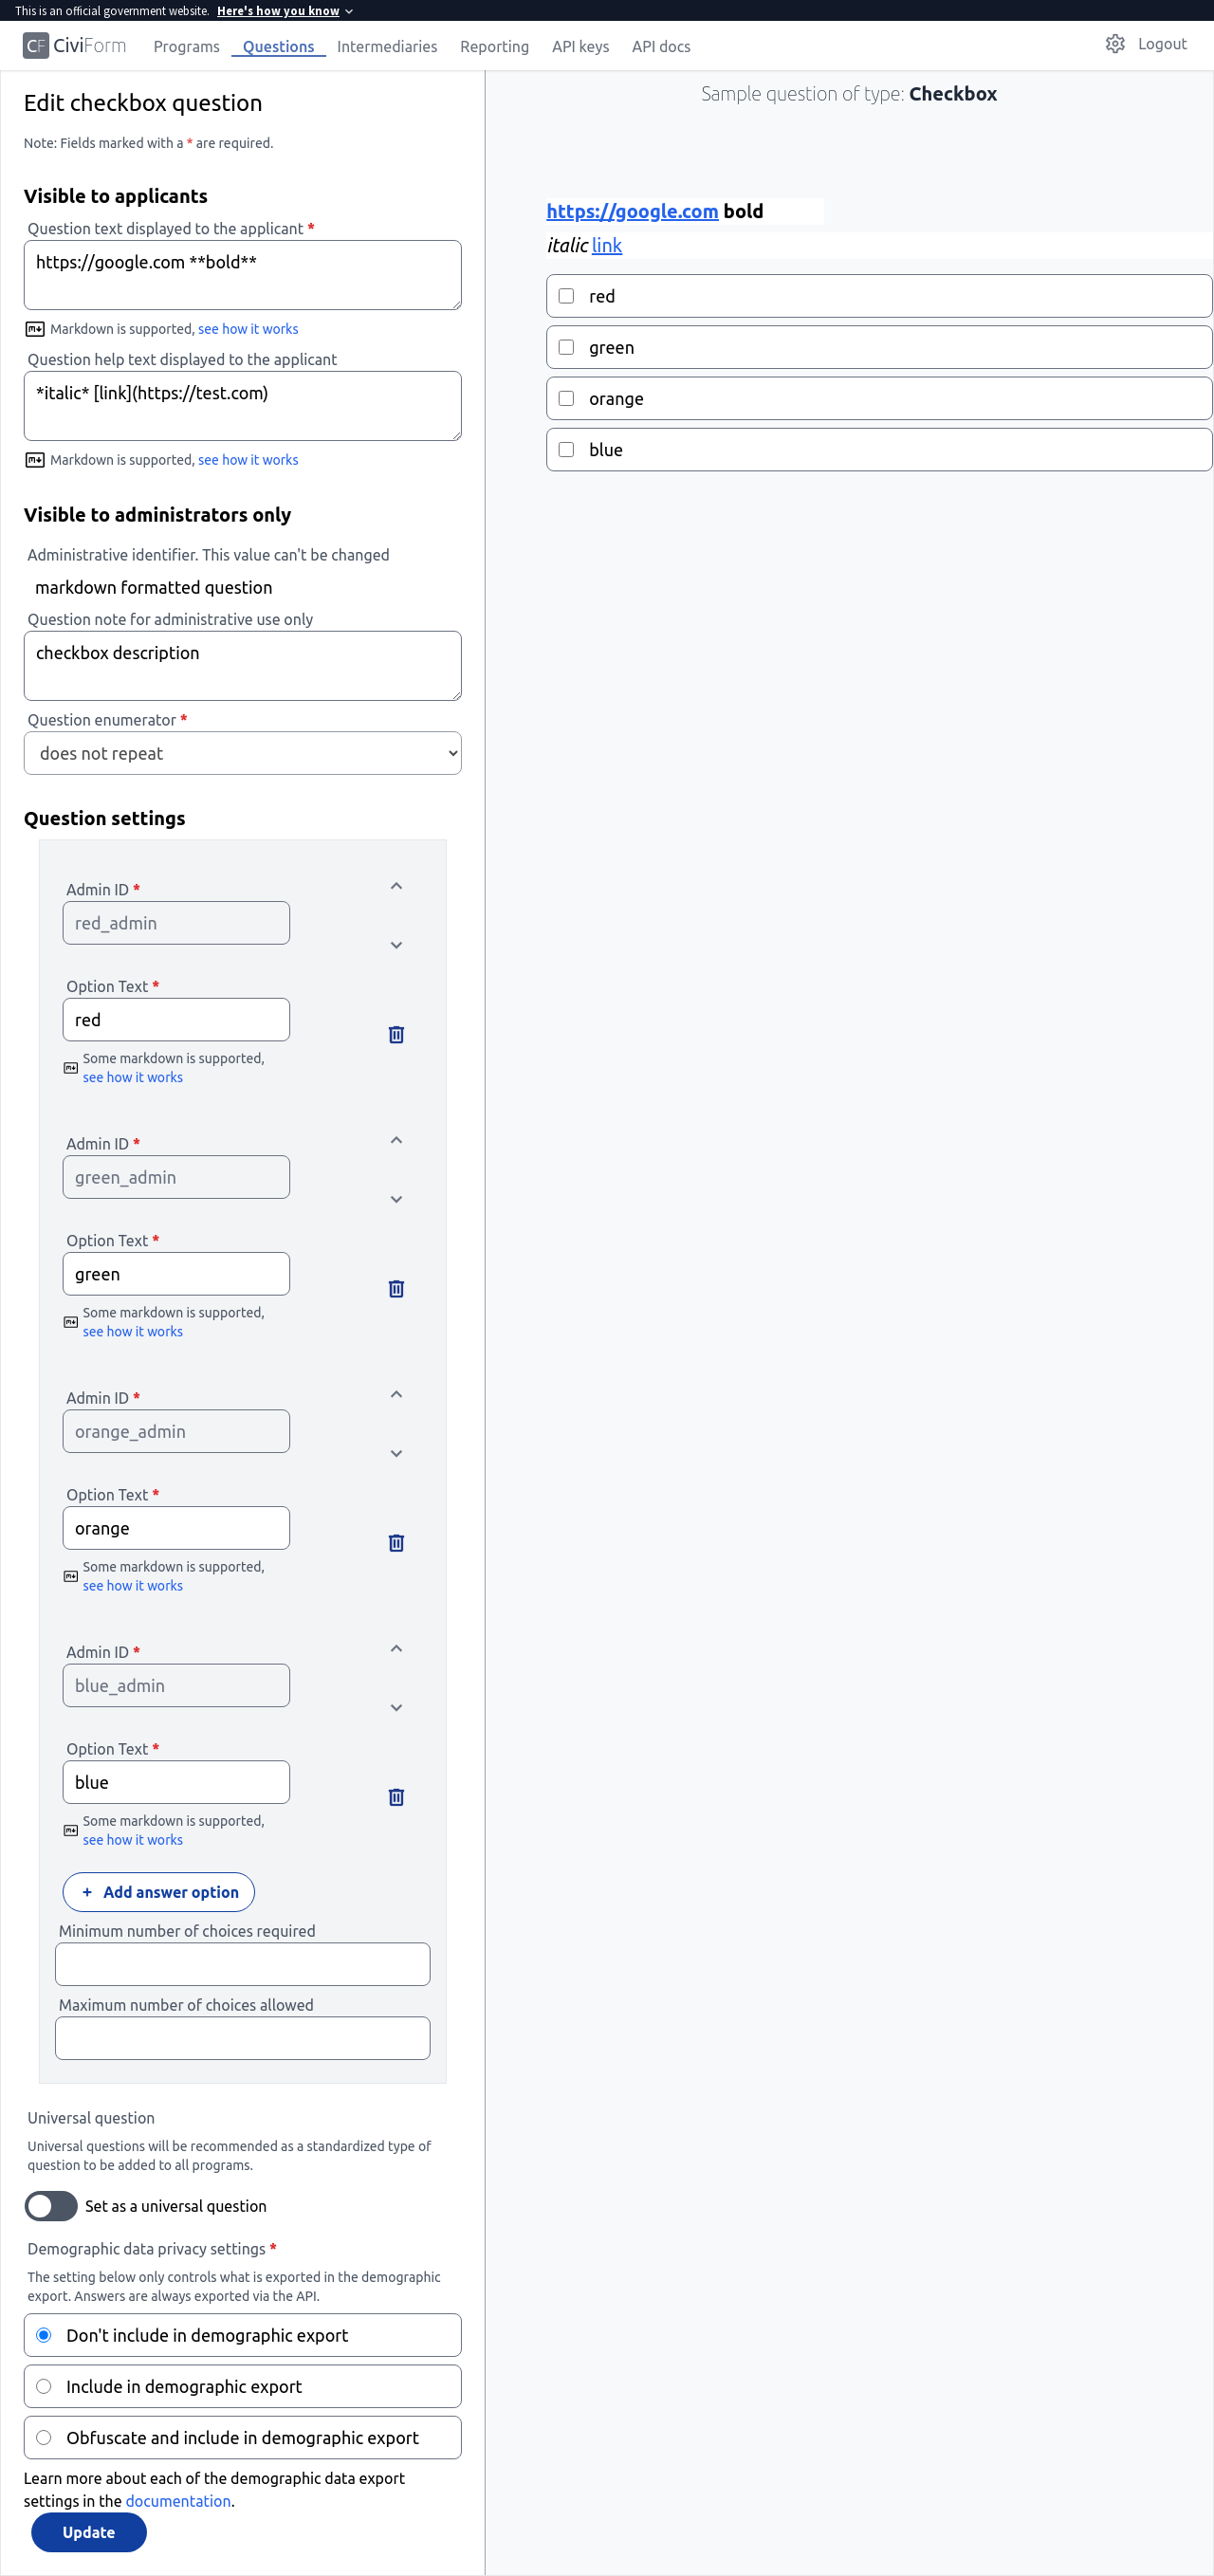 This is an official government website. Here's how you know
CF CiviForm Programs Questions Intermediaries Reporting API keys API docs Logout
Edit checkbox question
Note: Fields marked with a * are required.
Visible to applicants
Question text displayed to the applicant *
https://google.com **bold**
Markdown is supported, see how it works
Question help text displayed to the applicant
*italic* [link](https://test.com)
Markdown is supported, see how it works
Visible to administrators only
Administrative identifier. This value can't be changed
markdown formatted question
Question note for administrative use only
checkbox description
Question enumerator *
does not repeat
Question settings
Admin ID *
red_admin
Option Text *
red
Some markdown is supported,
see how it works
Admin ID *
green_admin
Option Text *
green
Some markdown is supported,
see how it works
Admin ID *
orange_admin
Option Text *
orange
Some markdown is supported,
see how it works
Admin ID *
blue_admin
Option Text *
blue
Some markdown is supported,
see how it works
+ Add answer option
Minimum number of choices required
Maximum number of choices allowed
Universal question
Universal questions will be recommended as a standardized type of
question to be added to all programs.
Set as a universal question
Demographic data privacy settings *
The setting below only controls what is exported in the demographic
export. Answers are always exported via the API.
Don't include in demographic export
Include in demographic export
Obfuscate and include in demographic export
Learn more about each of the demographic data export
settings in the documentation.
Update
Sample question of type: Checkbox
https://google.com bold
italic link
red
green
orange
blue